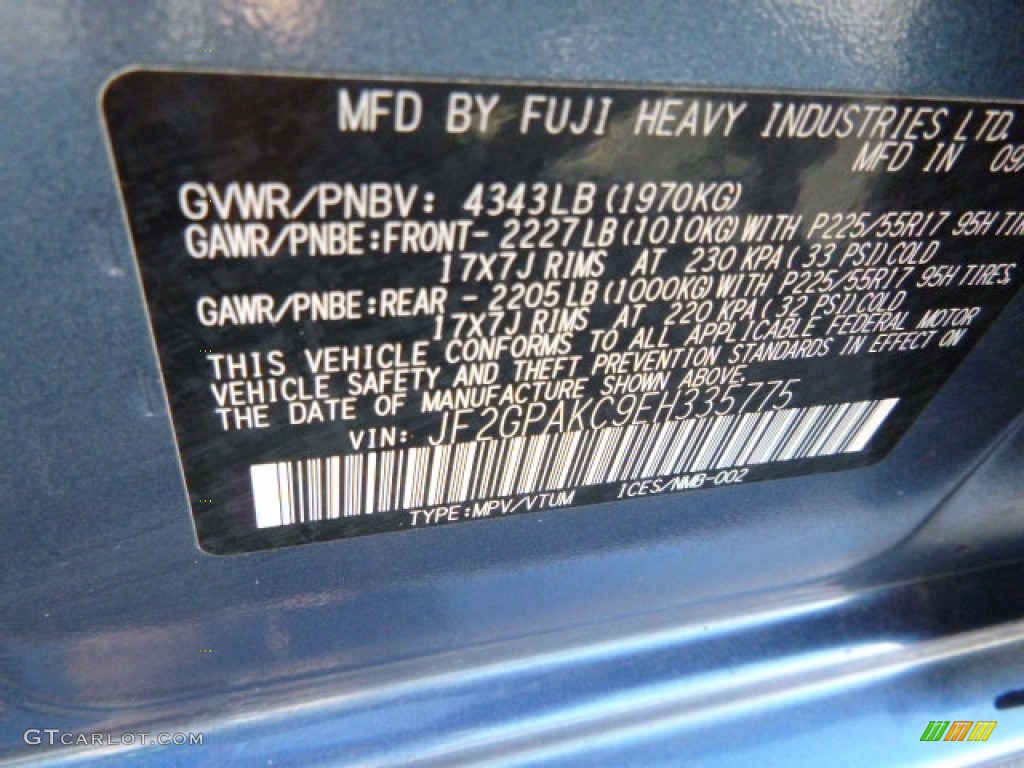 MFD BY FUJI HEAVY INDUSTRIES LTD.
MFD IN 09
GVWR/PNBV: 4343LB (1970KG)
GAWR/PNBE:FRONT- 2227LB (1010KG) WITH P225/55R17 95H
17X7J RIMS AT 230 KPA ( 33 PSI) COLD
GAWR/PNBE:REAR - 2205LB (1000KG) WITH P225/55R17 95H TIRES
17X7J RIMS AT 220 KPA ( 32 PSI) COLD
THIS VEHICLE CONFORMS TO ALL APPLICABLE FEDERAL MOTOR
VEHICLE SAFETY AND THEFT PREVENTION STANDARDS IN EFFECT ON
THE DATE OF MANUFACTURE SHOWN ABOVE.
VIN: JF2GPAKC9EH335775
TYPE:MPV/VTUM ICES/NMB-002
GTCARLOT.COM